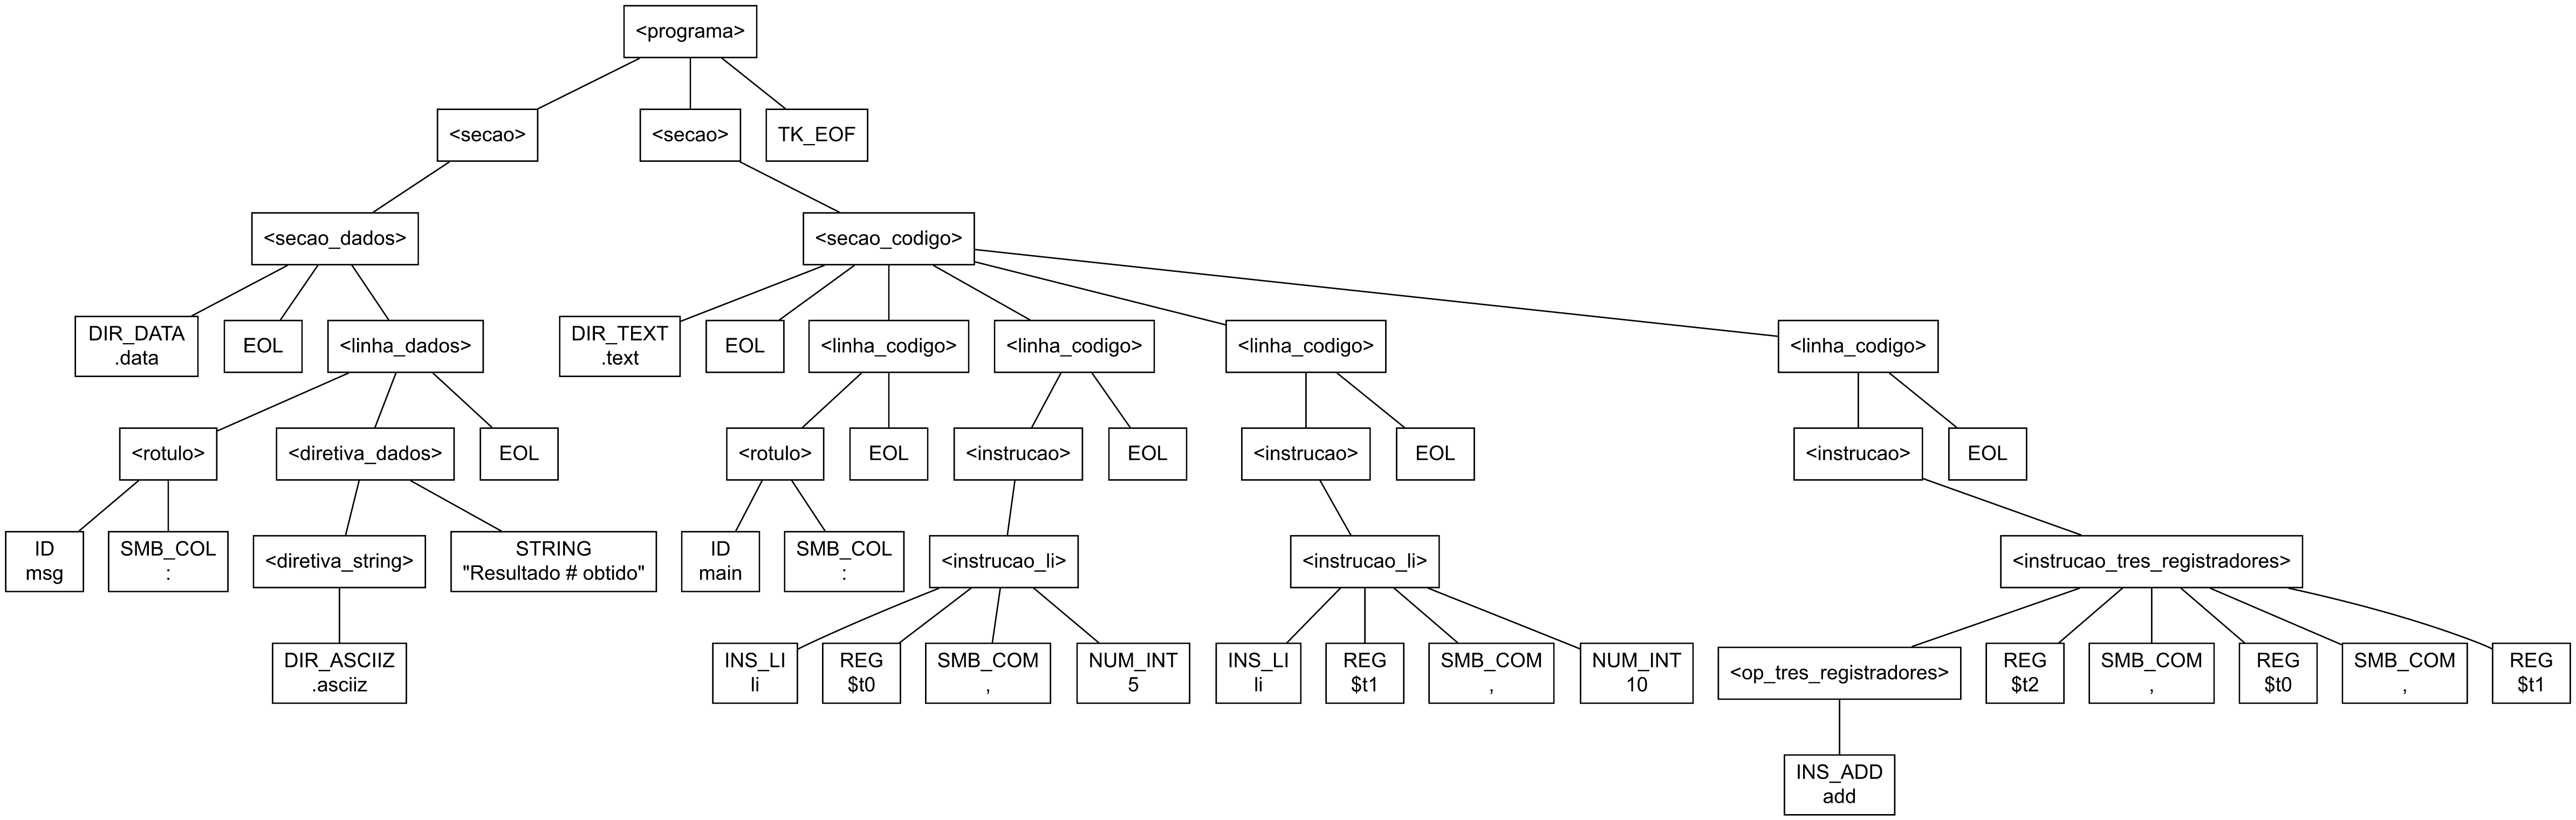 <programa>
<secao>
<secao>
TK_EOF
<secao_dados>
<secao_codigo>
DIR_DATA
.data
EOL
<linha_dados>
DIR_TEXT
.text
EOL
<linha_codigo>
<linha_codigo>
<linha_codigo>
<linha_codigo>
<rotulo>
<diretiva_dados>
EOL
<rotulo>
EOL
<instrucao>
EOL
<instrucao>
EOL
<instrucao>
EOL
ID
msg
SMB_COL
:
<diretiva_string>
STRING
"Resultado # obtido"
ID
main
SMB_COL
:
<instrucao_li>
<instrucao_li>
<instrucao_tres_registradores>
DIR_ASCIIZ
.asciiz
INS_LI
li
REG
$t0
SMB_COM
,
NUM_INT
5
INS_LI
li
REG
$t1
SMB_COM
,
NUM_INT
10
<op_tres_registradores>
REG
$t2
SMB_COM
,
REG
$t0
SMB_COM
,
REG
$t1
INS_ADD
add